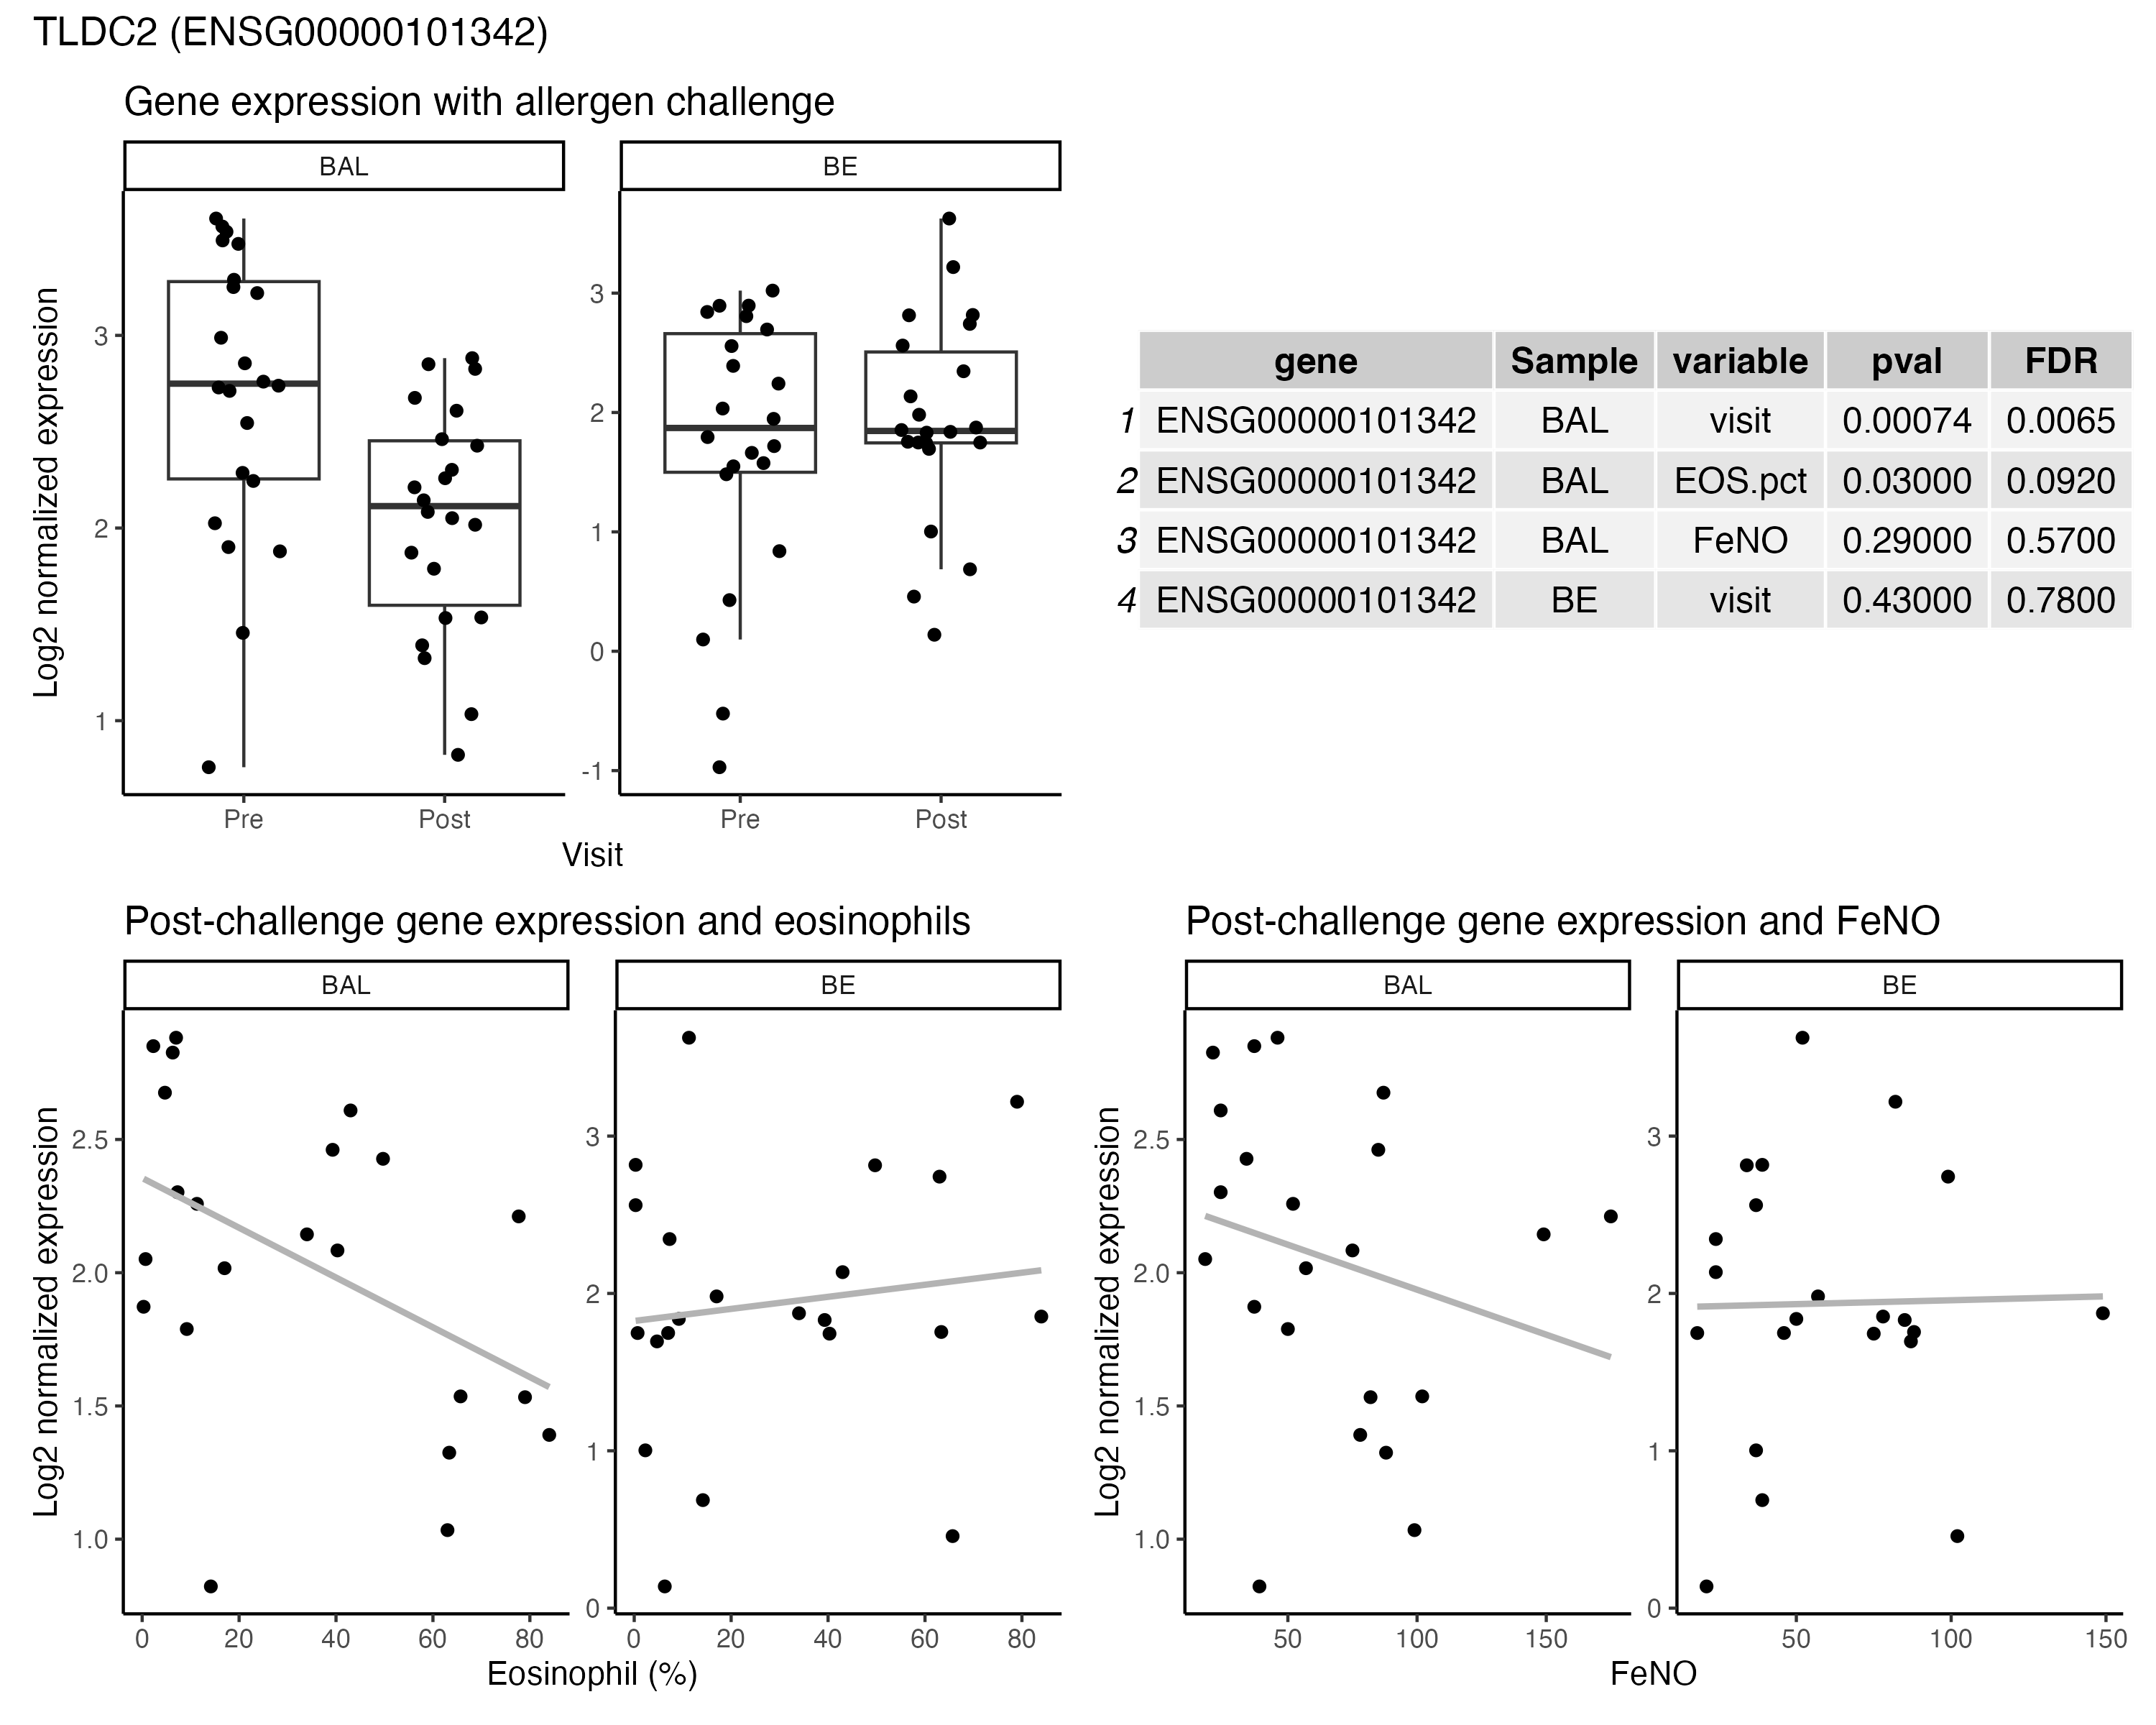 TLDC2 (ENSG00000101342)
Gene expression with allergen challenge
BAL
BE
Log2 normalized expression
3
2
1
3
2
1
0
-1
Pre
Post
Pre
Post
Visit
gene Sample variable pval FDR
1 ENSG00000101342 BAL visit 0.00074 0.0065
2 ENSG00000101342 BAL EOS.pct 0.03000 0.0920
3 ENSG00000101342 BAL FeNO 0.29000 0.5700
4 ENSG00000101342 BE visit 0.43000 0.7800
Post-challenge gene expression and eosinophils
BAL
BE
Log2 normalized expression
2.5
2.0
1.5
1.0
3
2
1
0
0 20 40 60 80
0 20 40 60 80
Eosinophil (%)
Post-challenge gene expression and FeNO
BAL
BE
Log2 normalized expression
2.5
2.0
1.5
1.0
3
2
1
0
50 100 150
50 100 150
FeNO